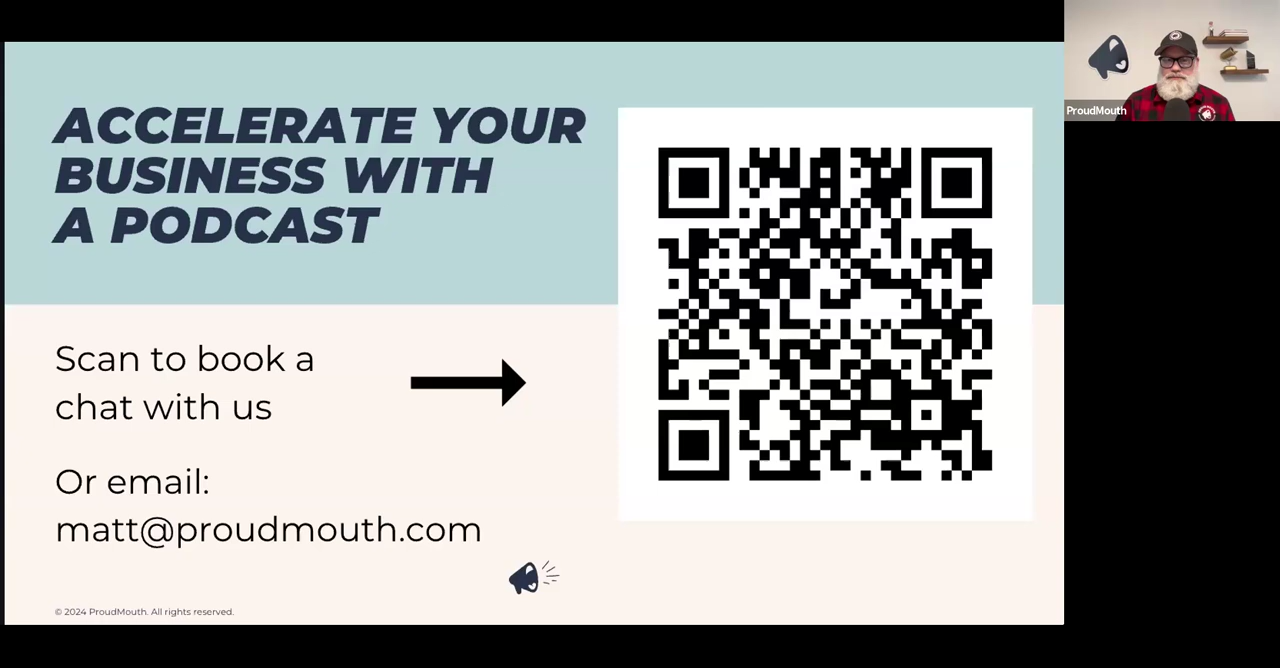 ACCELERATE YOUR
BUSINESS WITH
A PODCAST
Scan to book a
chat with us
Or email:
matt@proudmouth.com
© 2024 ProudMouth. All rights reserved.
ProudMouth